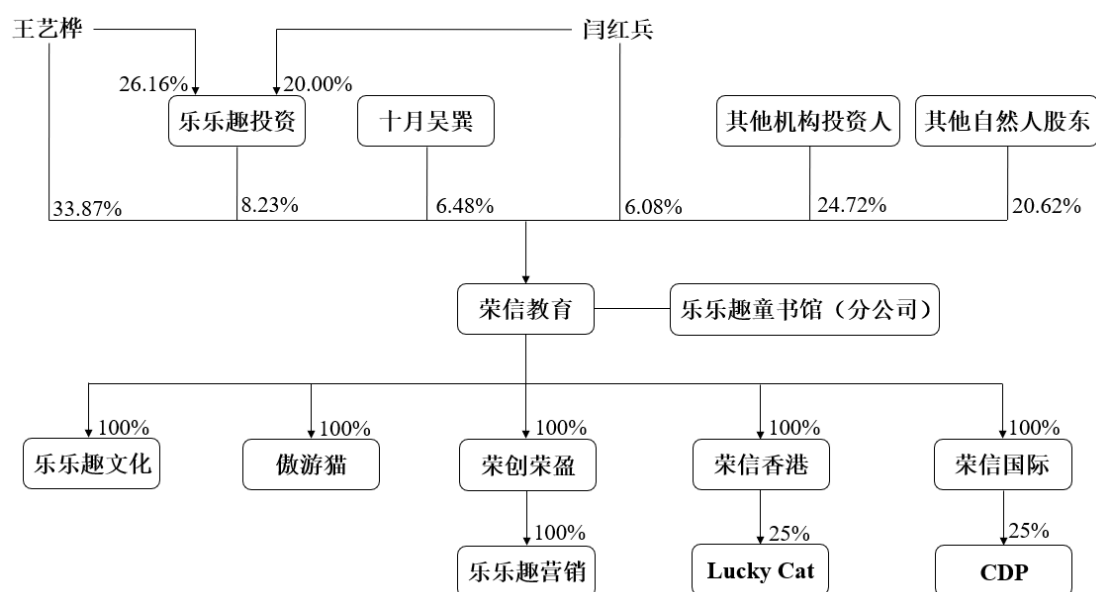 王艺桦 闫红兵
26.16% 20.00%
乐乐趣投资 十月吴巽 其他机构投资人 其他自然人股东
33.87% 8.23% 6.48% 6.08% 24.72% 20.62%
荣信教育 乐乐趣童书馆（分公司）
100% 100% 100% 100% 100%
乐乐趣文化 傲游猫 荣创荣盈 荣信香港 荣信国际
100% 25% 25%
乐乐趣营销 Lucky Cat CDP